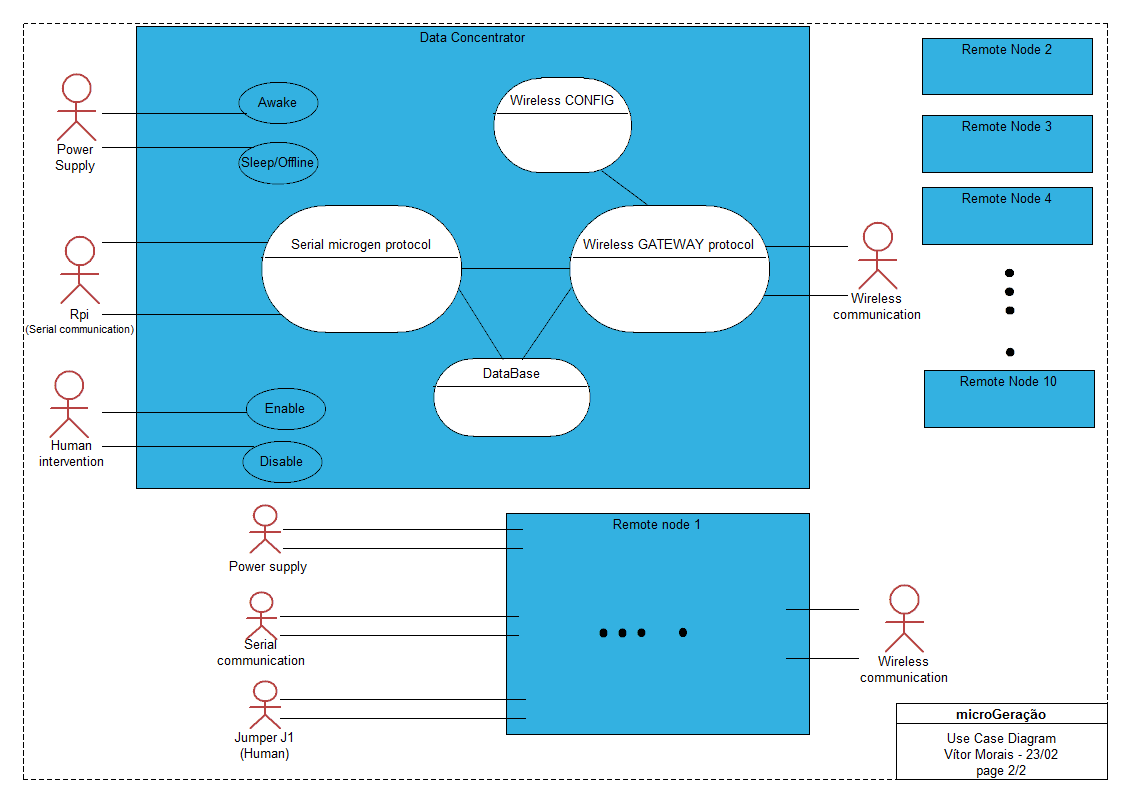 Data Concentrator
Power
Supply
Awake
Sleep/Offline
Wireless CONFIG
Rpi
(Serial communication)
Serial microgen protocol
Wireless GATEWAY protocol
DataBase
Human
intervention
Enable
Disable
Wireless
communication
Remote Node 2
Remote Node 3
Remote Node 4
Remote Node 10
Remote node 1
Power supply
Serial
communication
Jumper J1
(Human)
Wireless
communication
microGeração
Use Case Diagram
Vítor Morais - 23/02
page 2/2